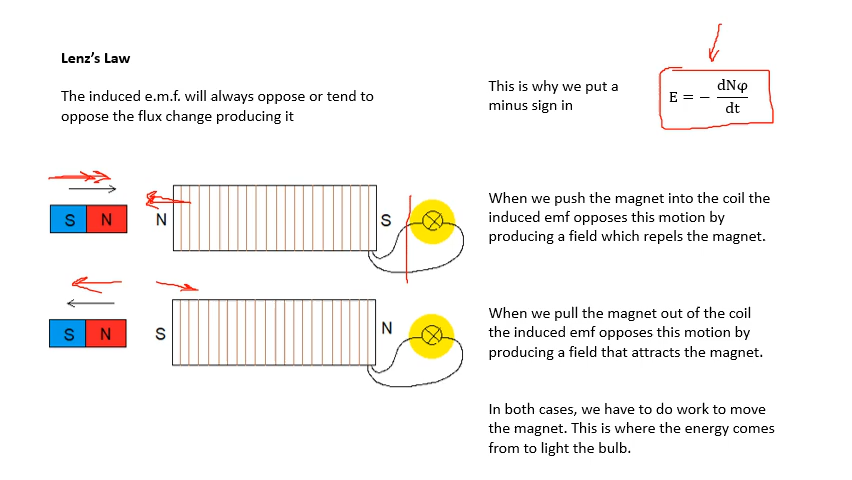 Lenz's Law
The induced e.m.f. will always oppose or tend to
oppose the flux change producing it
This is why we put a
minus sign in
E = − dNφ
dt
S N
N
S
When we push the magnet into the coil the
induced emf opposes this motion by
producing a field which repels the magnet.
S N
S
N
When we pull the magnet out of the coil
the induced emf opposes this motion by
producing a field that attracts the magnet.
In both cases, we have to do work to move
the magnet. This is where the energy comes
from to light the bulb.